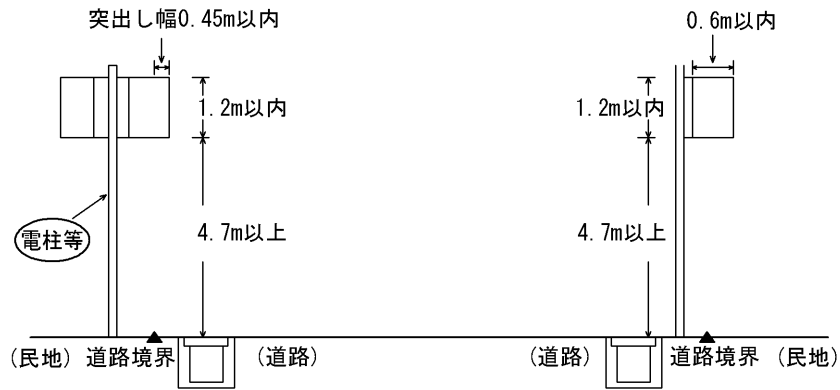 突出し幅0.45m以内
0.6m以内
1.2m以内
1.2m以内
4.7m以上
4.7m以上
電柱等
(民地) 道路境界 (道路)
(道路) 道路境界 (民地)